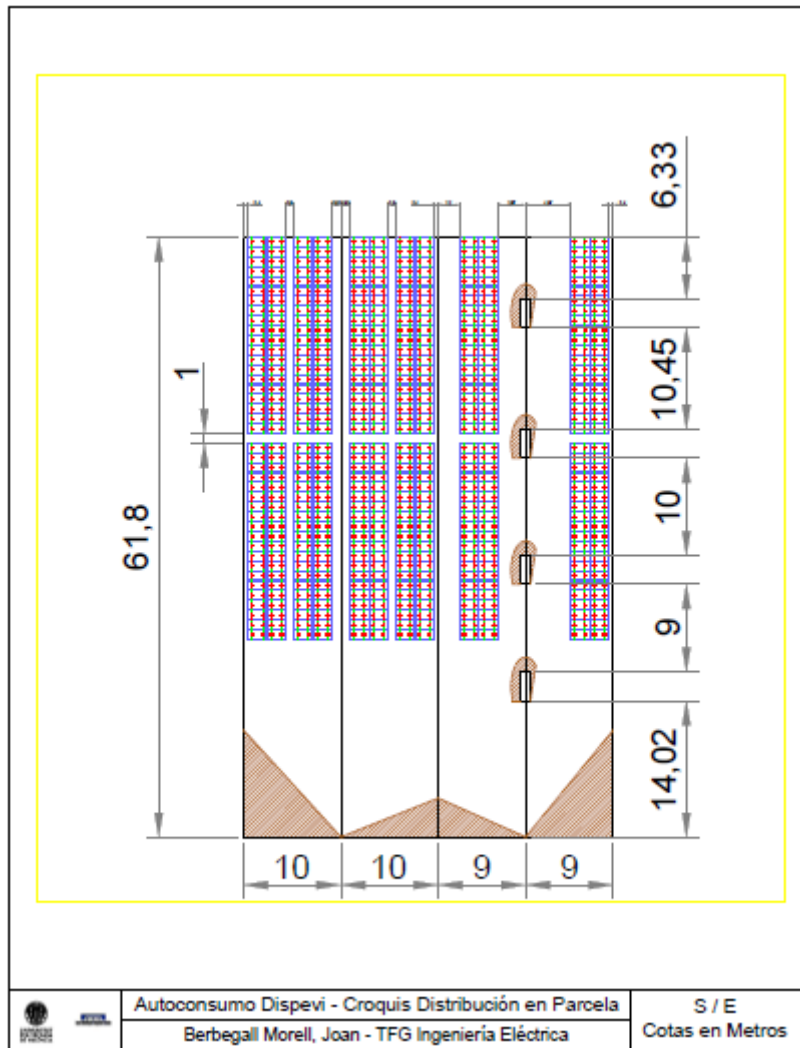 6,33
10,45
1
61,8
10
9
14,02
10
10
9
9
Autoconsumo Dispevi - Croquis Distribución en Parcela
S / E
Berbegall Morell, Joan - TFG Ingeniería Eléctrica
Cotas en Metros